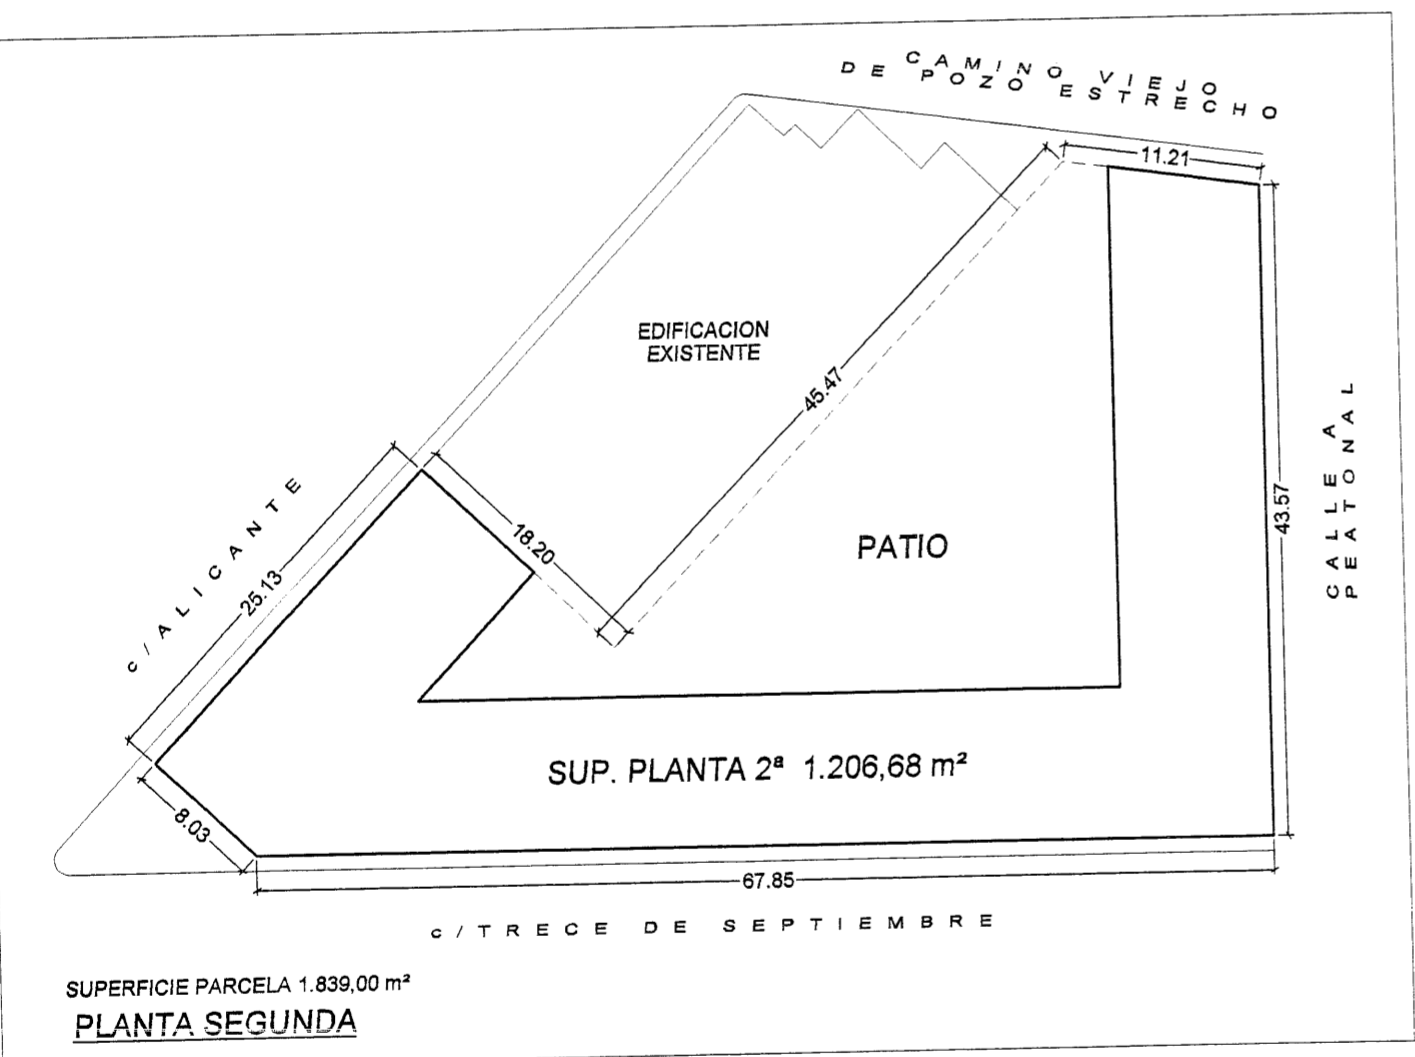 CAMINO VIEJO
DE POZO ESTRECHO
11.21
EDIFICACION
EXISTENTE
45.47
CALLE A
PEATONAL
43.57
18.20
PATIO
c/ALICANTE
25.13
SUP. PLANTA 2ª 1.206,68 m²
8.03
67.85
c/TRECE DE SEPTIEMBRE
SUPERFICIE PARCELA 1.839,00 m²
PLANTA SEGUNDA